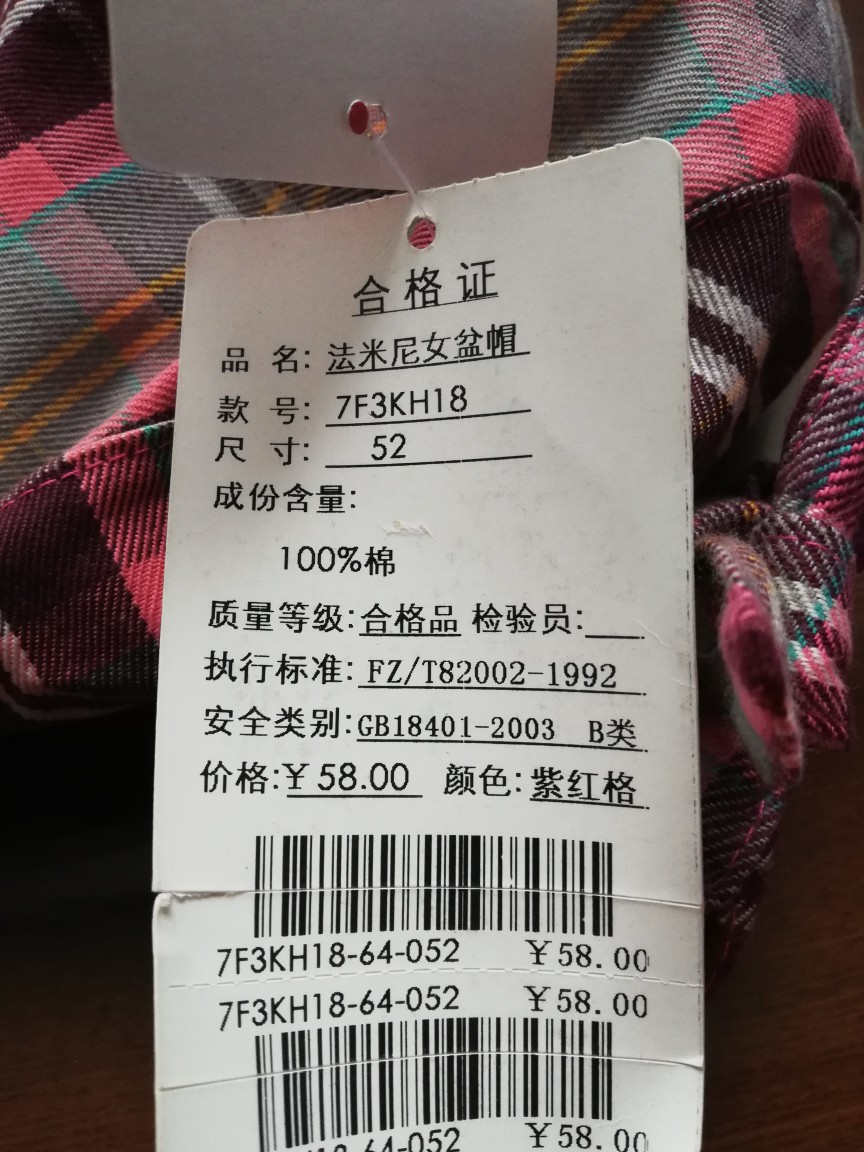 合格证
品 名: 法米尼女盆帽
款 号: 7F3KH18
尺 寸: 52
成份含量:
100%棉
质量等级:合格品 检验员:
执行标准: FZ/T82002-1992
安全类别:GB18401-2003 B类
价格:¥ 58.00 颜色:紫红格
7F3KH18-64-052 ¥58.00
7F3KH18-64-052 ¥58.00
18-64-052 ¥58.00